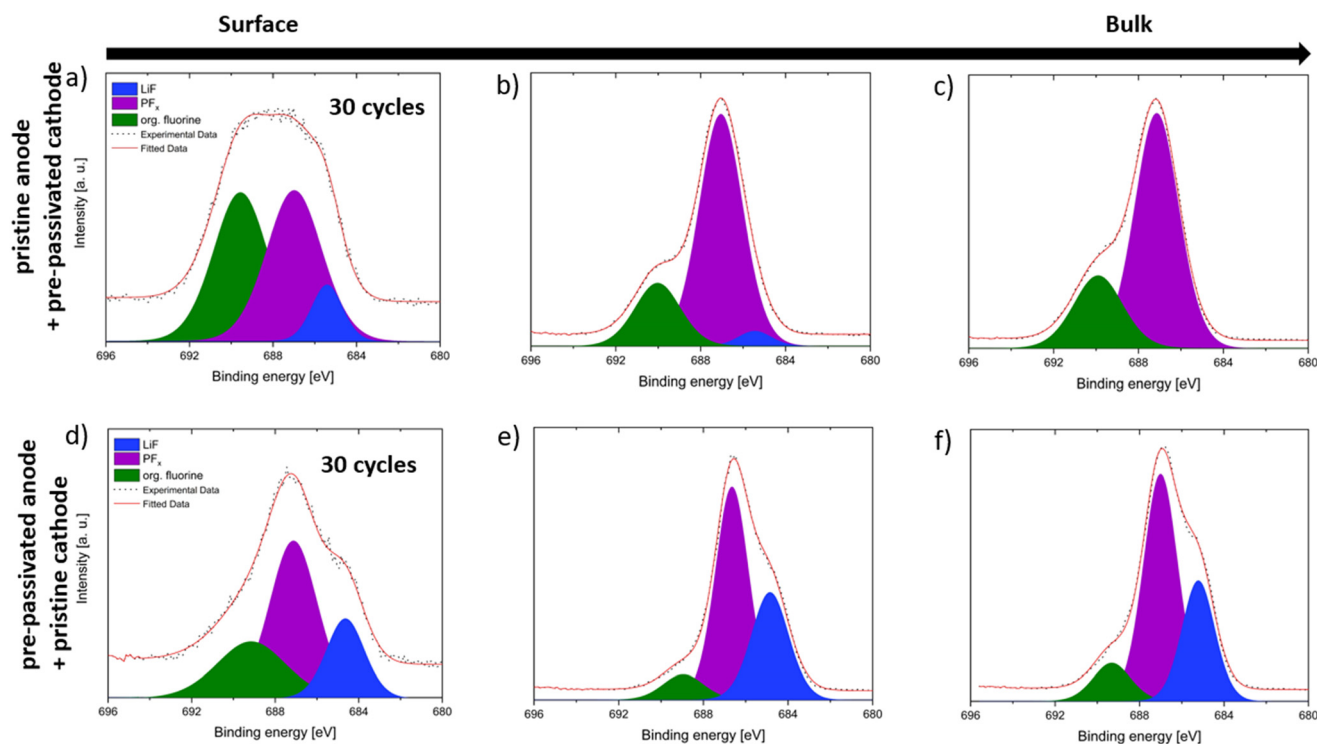 Surface
Bulk
pristine anode
+ pre-passivated cathode
a)
LiF
PFx
org. fluorine
Experimental Data
Fitted Data
30 cycles
Intensity [a. u.]
696 692 688 684 680
Binding energy [eV]
b)
696 692 688 684 680
Binding energy [eV]
c)
696 692 688 684 680
Binding energy [eV]
pre-passivated anode
+ pristine cathode
d)
LiF
PFx
org. fluorine
Experimental Data
Fitted Data
30 cycles
Intensity [a. u.]
696 692 688 684 680
Binding energy [eV]
e)
696 692 688 684 680
Binding energy [eV]
f)
696 692 688 684 680
Binding energy [eV]